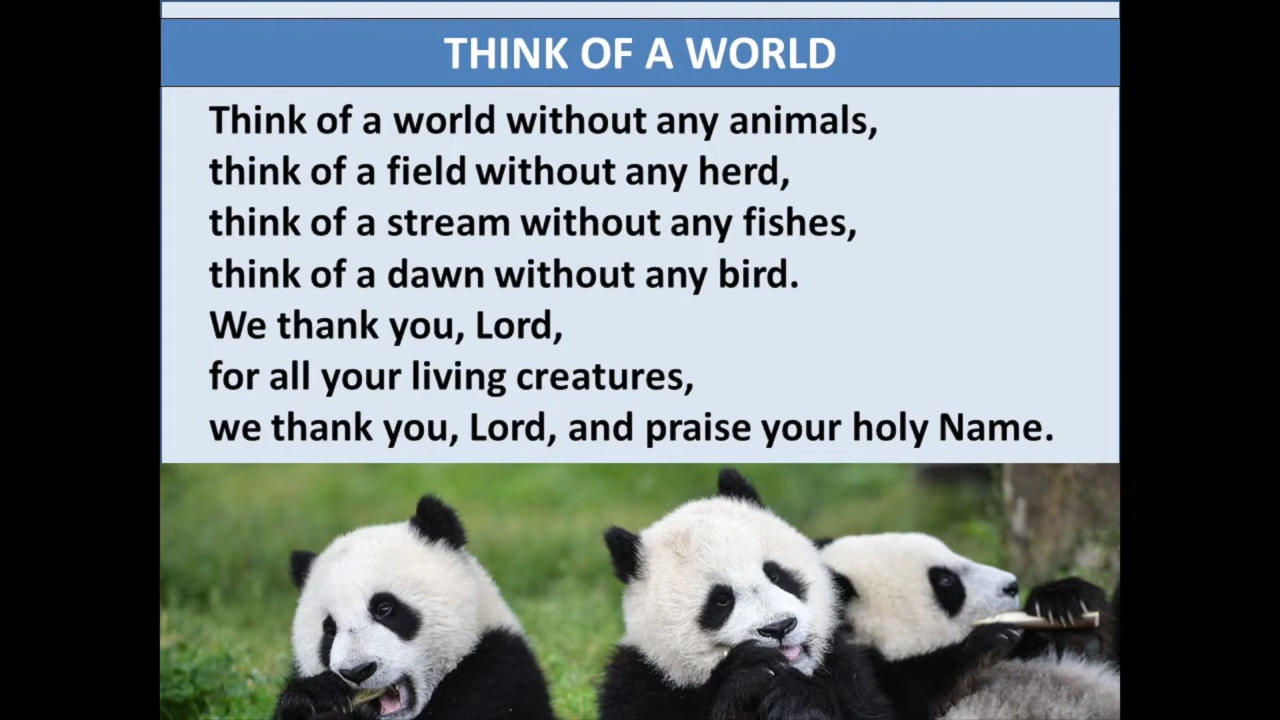 THINK OF A WORLD
Think of a world without any animals,
think of a field without any herd,
think of a stream without any fishes,
think of a dawn without any bird.
We thank you, Lord,
for all your living creatures,
we thank you, Lord, and praise your holy Name.